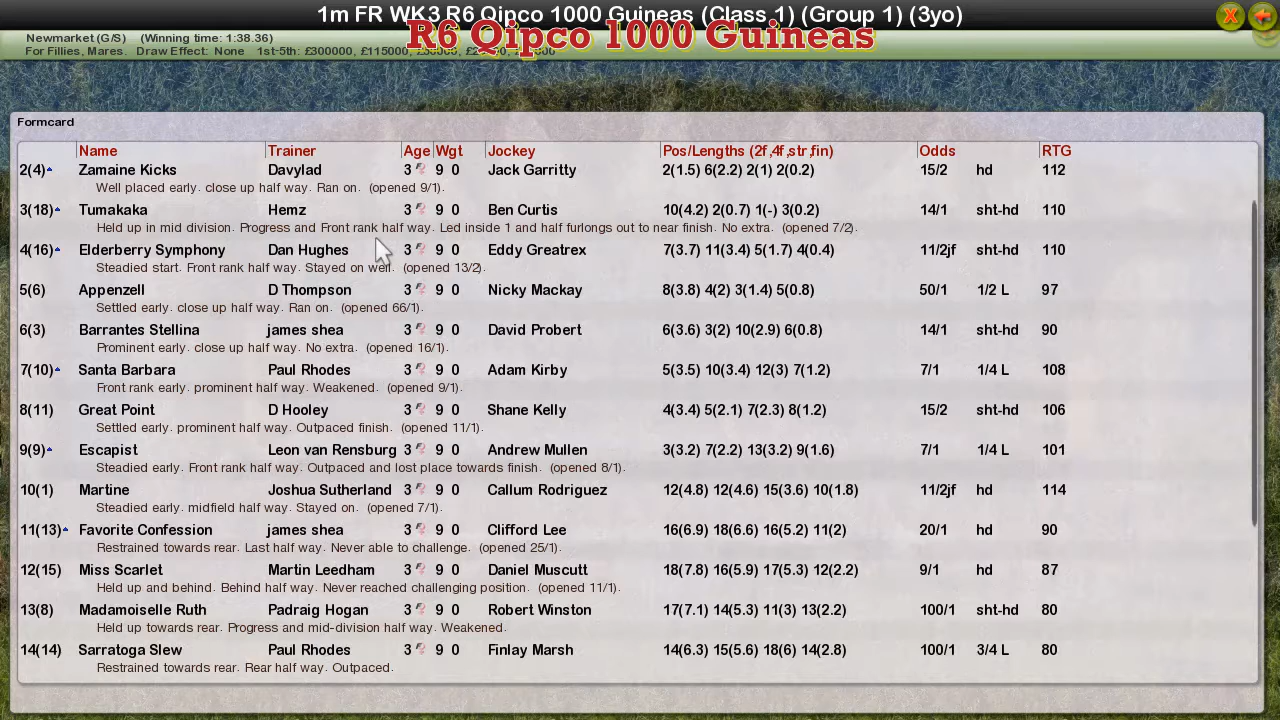 1m FR WK3 R6 Qipco 1000 Guineas (Class 1) (Group 1) (3yo)
R6 Qipco 1000 Guineas
Newmarket (G/S) (Winning time: 1:38.36)
For Fillies, Mares. Draw Effect: None 1st-5th: £300000, £115000,
Formcard
Name Trainer Age Wgt Jockey Pos/Lengths (2f,4f,str,fin) Odds RTG
2(4) Zamaine Kicks Davylad 3 9 0 Jack Garritty 2(1.5) 6(2.2) 2(1) 2(0.2) 15/2 hd 112
Well placed early. close up half way. Ran on. (opened 9/1).
3(18) Tumakaka Hemz 3 9 0 Ben Curtis 10(4.2) 2(0.7) 1(-) 3(0.2) 14/1 sht-hd 110
Held up in mid division. Progress and Front rank half way. Led inside 1 and half furlongs out to near finish. No extra. (opened 7/2).
4(16) Elderberry Symphony Dan Hughes 3 9 0 Eddy Greatrex 7(3.7) 11(3.4) 5(1.7) 4(0.4) 11/2jf sht-hd 110
Steadied start. Front rank half way. Stayed on well. (opened 13/2).
5(6) Appenzell D Thompson 3 9 0 Nicky Mackay 8(3.8) 4(2) 3(1.4) 5(0.8) 50/1 1/2 L 97
Settled early. close up half way. Ran on. (opened 66/1).
6(3) Barrantes Stellina james shea 3 9 0 David Probert 6(3.6) 3(2) 10(2.9) 6(0.8) 14/1 sht-hd 90
Prominent early. close up half way. No extra. (opened 16/1).
7(10) Santa Barbara Paul Rhodes 3 9 0 Adam Kirby 5(3.5) 10(3.4) 12(3) 7(1.2) 7/1 1/4 L 108
Front rank early. prominent half way. Weakened. (opened 9/1).
8(11) Great Point D Hooley 3 9 0 Shane Kelly 4(3.4) 5(2.1) 7(2.3) 8(1.2) 15/2 sht-hd 106
Settled early. prominent half way. Outpaced finish. (opened 11/1).
9(9) Escapist Leon van Rensburg 3 9 0 Andrew Mullen 3(3.2) 7(2.2) 13(3.2) 9(1.6) 7/1 1/4 L 101
Steadied early. Front rank half way. Outpaced and lost place towards finish. (opened 8/1).
10(1) Martine Joshua Sutherland 3 9 0 Callum Rodriguez 12(4.8) 12(4.6) 15(3.6) 10(1.8) 11/2jf hd 114
Steadied early. midfield half way. Stayed on. (opened 7/1).
11(13) Favorite Confession james shea 3 9 0 Clifford Lee 16(6.9) 18(6.6) 16(5.2) 11(2) 20/1 hd 90
Restrained towards rear. Last half way. Never able to challenge. (opened 25/1).
12(15) Miss Scarlet Martin Leedham 3 9 0 Daniel Muscutt 18(7.8) 16(5.9) 17(5.3) 12(2.2) 9/1 hd 87
Held up and behind. Behind half way. Never reached challenging position. (opened 11/1).
13(8) Madamoiselle Ruth Padraig Hogan 3 9 0 Robert Winston 17(7.1) 14(5.3) 11(3) 13(2.2) 100/1 sht-hd 80
Held up towards rear. Progress and mid-division half way. Weakened.
14(14) Sarratoga Slew Paul Rhodes 3 9 0 Finlay Marsh 14(6.3) 15(5.6) 18(6) 14(2.8) 100/1 3/4 L 80
Restrained towards rear. Rear half way. Outpaced.